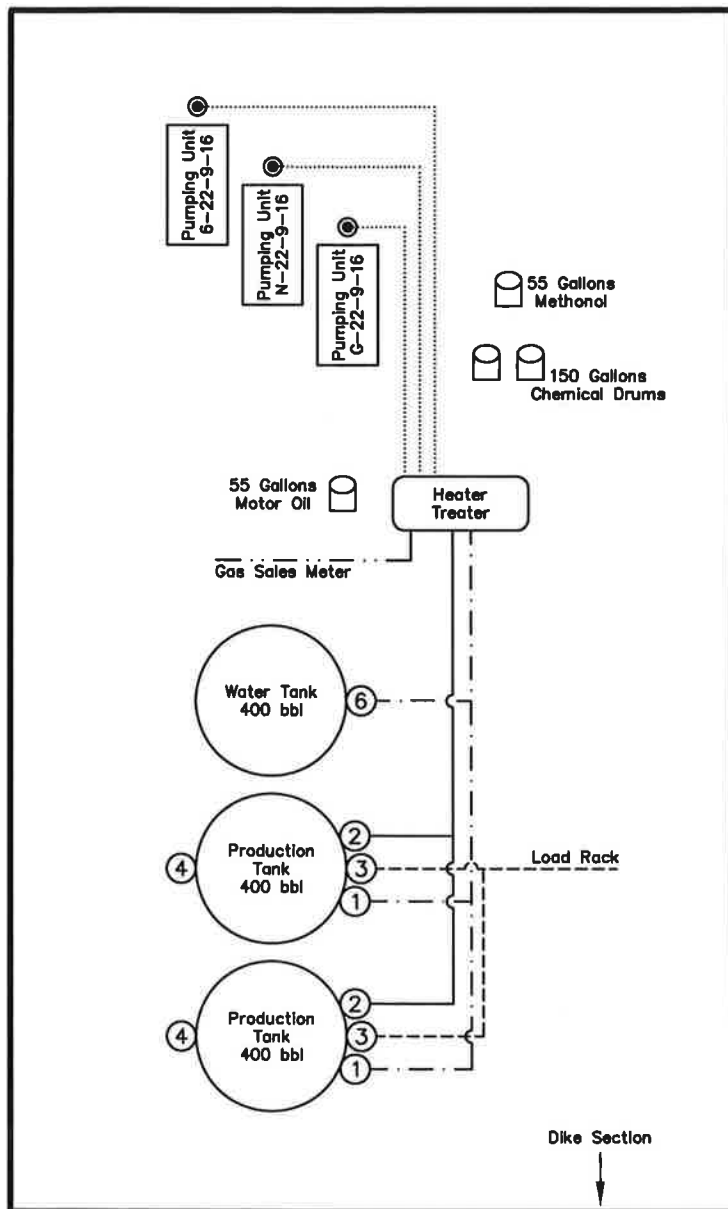 Pumping Unit
6-22-9-16
Pumping Unit
N-22-9-16
Pumping Unit
G-22-9-16
55 Gallons
Methonol
150 Gallons
Chemical Drums
55 Gallons
Motor Oil
Heater
Treater
Gas Sales Meter
Water Tank
400 bbl
6
2
4
Production
Tank
400 bbl
3
Load Rack
1
2
4
Production
Tank
400 bbl
3
1
Dike Section